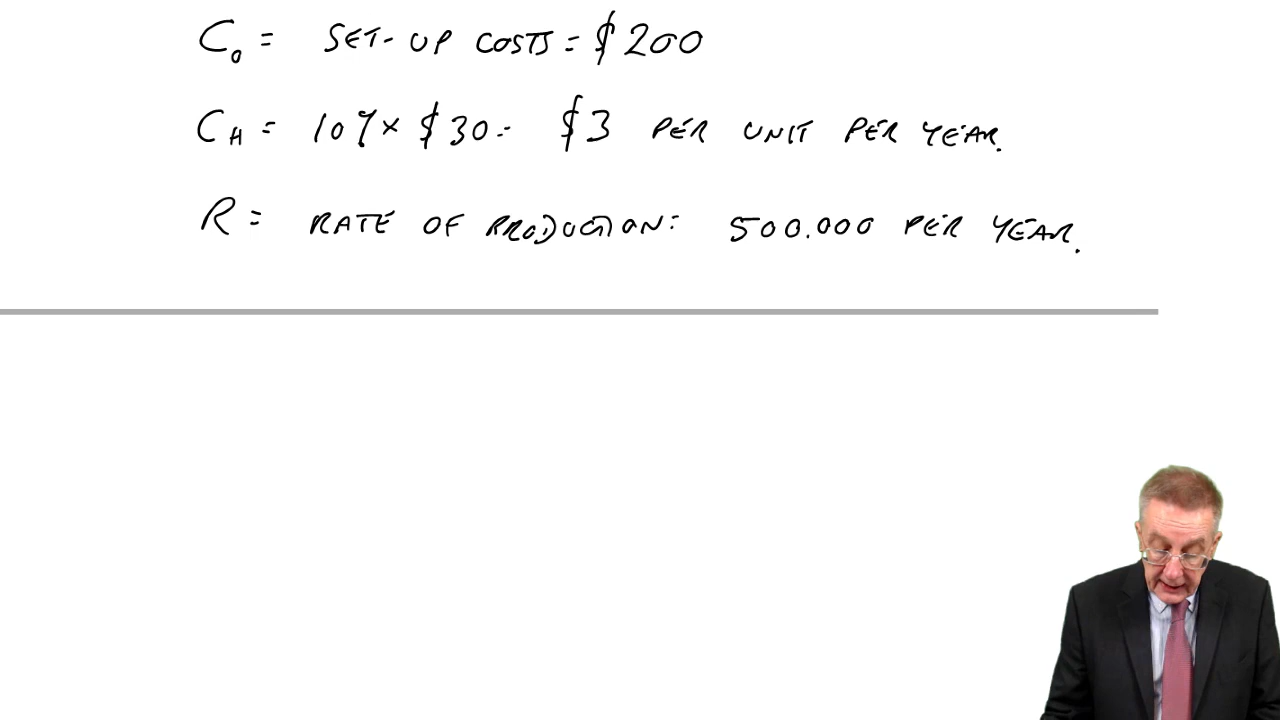 C₀ = SET-UP COSTS = $200
C_H = 10% × $30 = $3 PER UNIT PER YEAR.
R = RATE OF PRODUCTION: 500.000 PER YEAR.